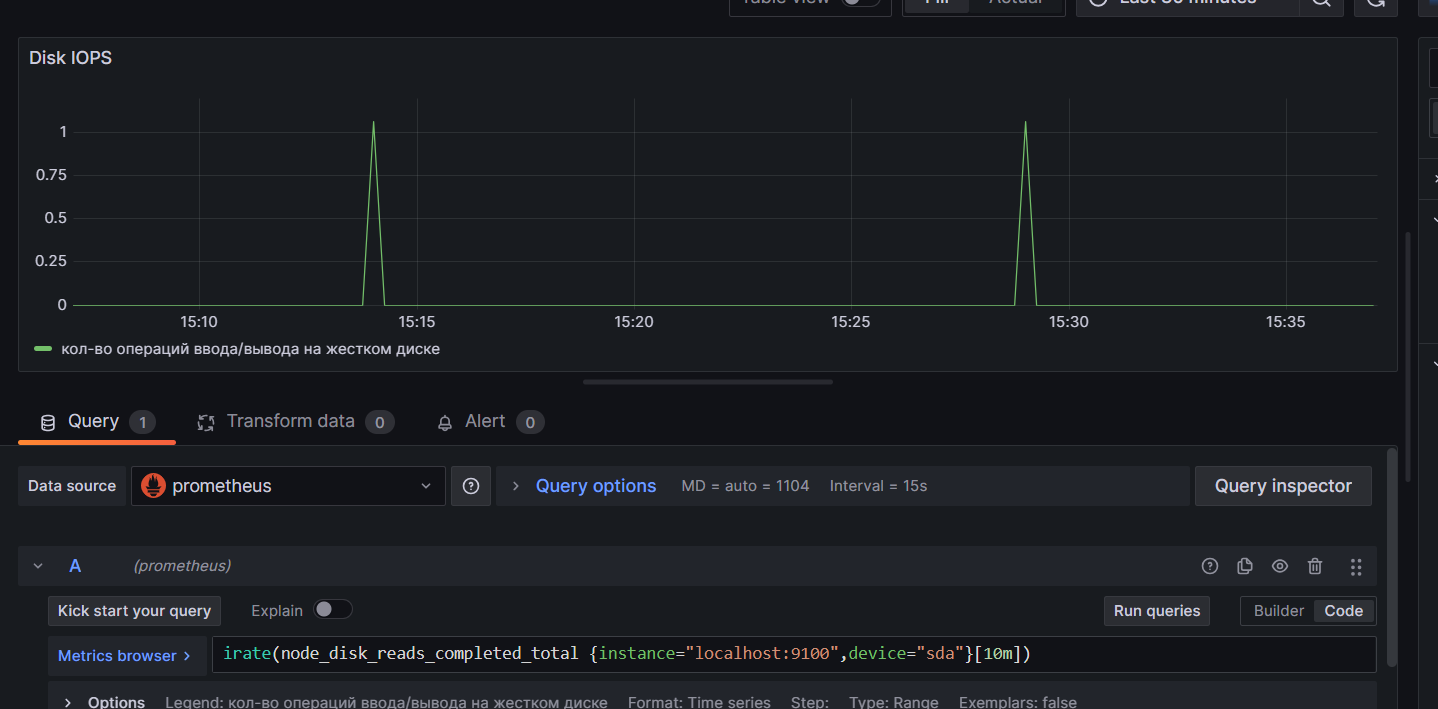 Table view Fill Actual Last 30 minutes
Disk IOPS
1
0.75
0.5
0.25
0
15:10 15:15 15:20 15:25 15:30 15:35
кол-во операций ввода/вывода на жестком диске
Query 1 Transform data 0 Alert 0
Data source prometheus Query options MD = auto = 1104 Interval = 15s Query inspector
A (prometheus)
Kick start your query Explain Run queries Builder Code
Metrics browser > irate(node_disk_reads_completed_total {instance="localhost:9100",device="sda"}[10m])
Options Legend: кол-во операций ввода/вывода на жестком диске Format: Time series Step: Type: Range Exemplars: false